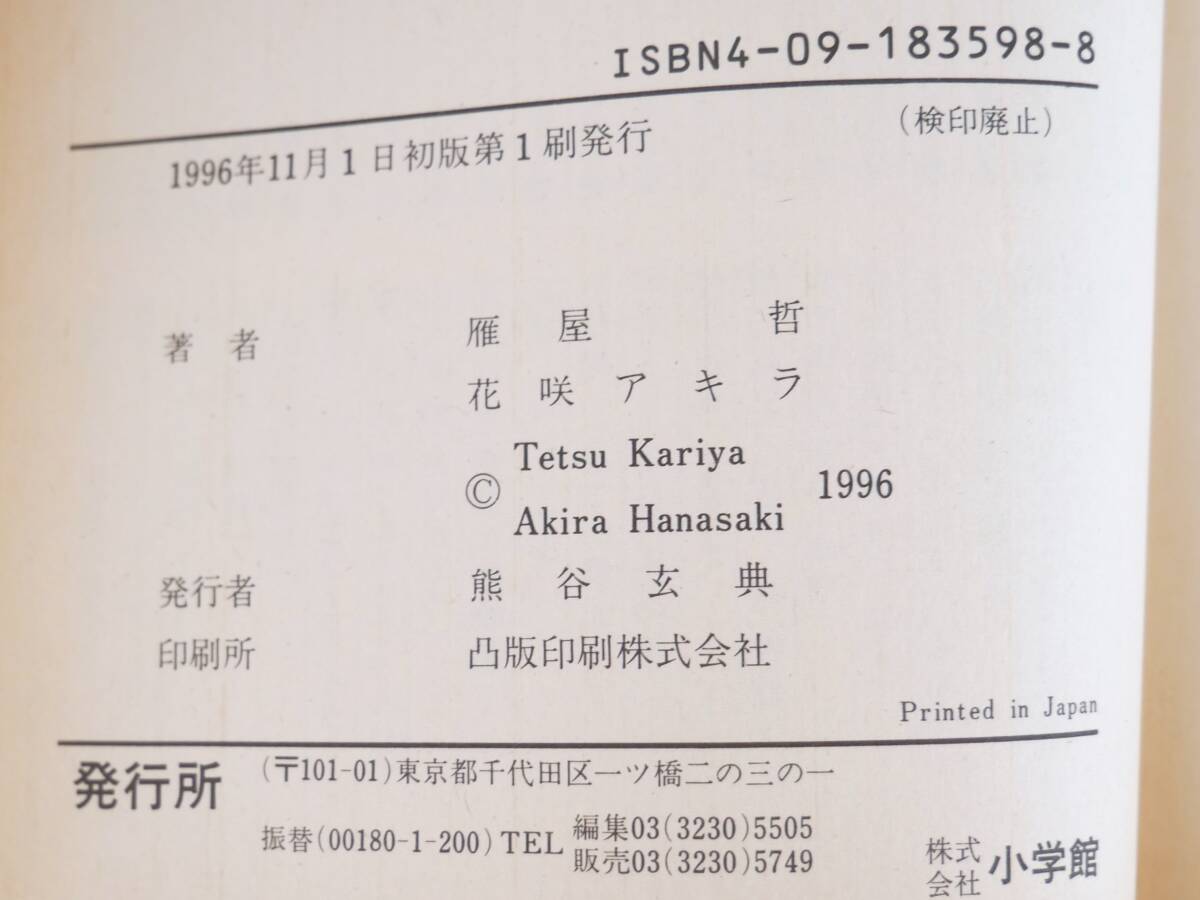 ISBN4-09-183598-8
1996年11月1日初版第1刷発行
(検印廃止)
著者 雁屋 哲
花咲アキラ
© Tetsu Kariya
Akira Hanasaki 1996
発行者 熊谷玄典
印刷所 凸版印刷株式会社
Printed in Japan
発行所 (〒101-01)東京都千代田区一ツ橋二の三の一
振替(00180-1-200)TEL 編集03(3230)5505
販売03(3230)5749
株式会社 小学館